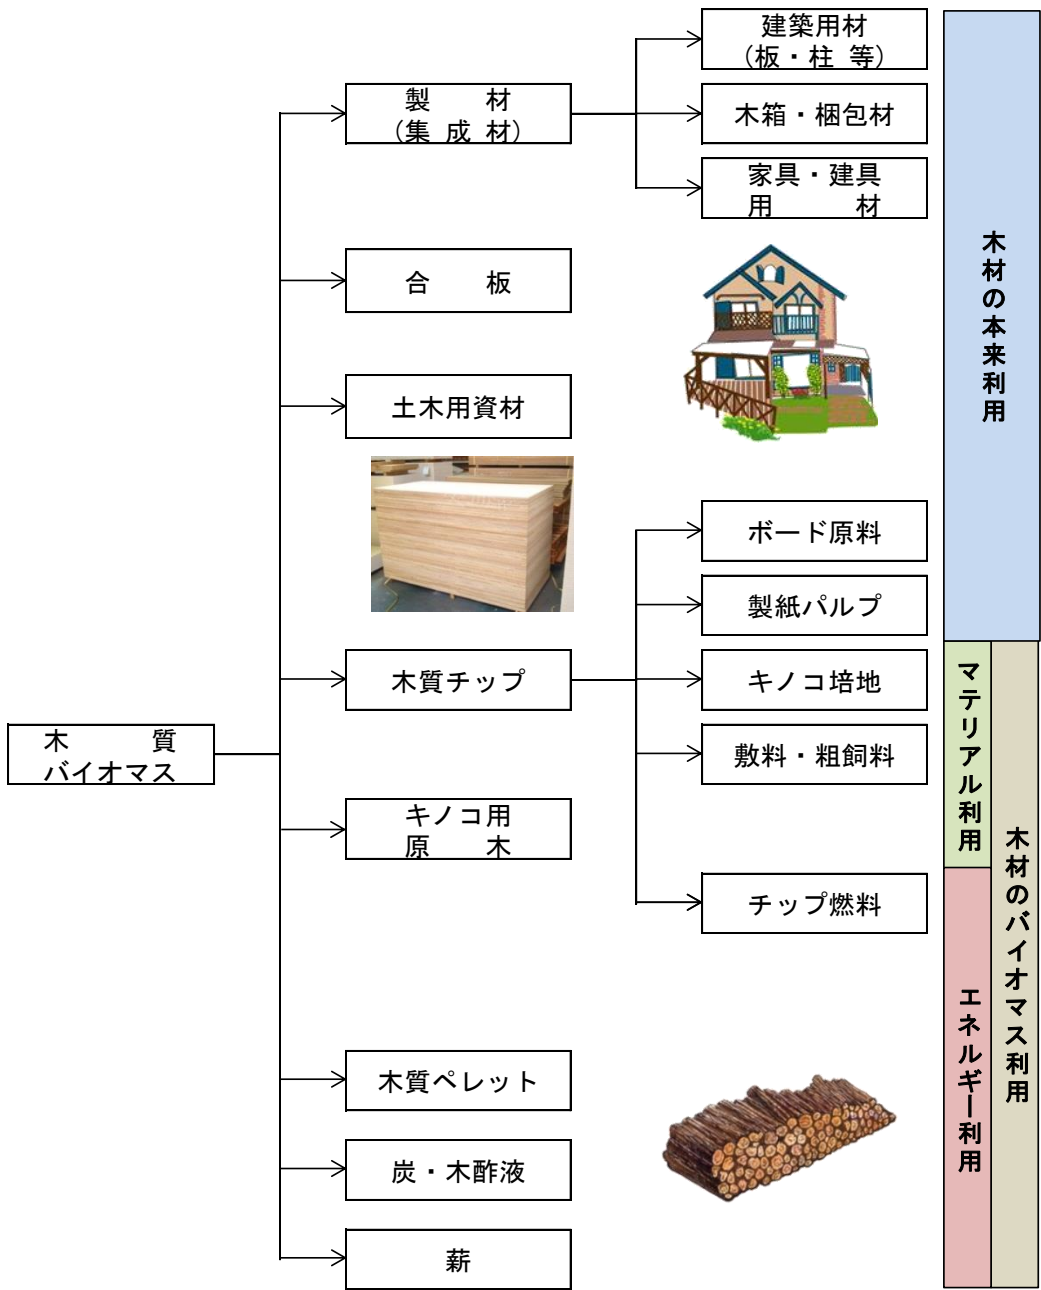 木　　　質
バイオマス
製　　材
(集 成 材)
合　　板
土木用資材
木質チップ
キノコ用
原　　木
木質ペレット
炭・木酢液
薪
建築用材
(板・柱 等)
木箱・梱包材
家具・建具
用　　　材
ボード原料
製紙パルプ
キノコ培地
敷料・粗飼料
チップ燃料
木材の本来利用
マテリアル利用
エネルギー利用
木材のバイオマス利用